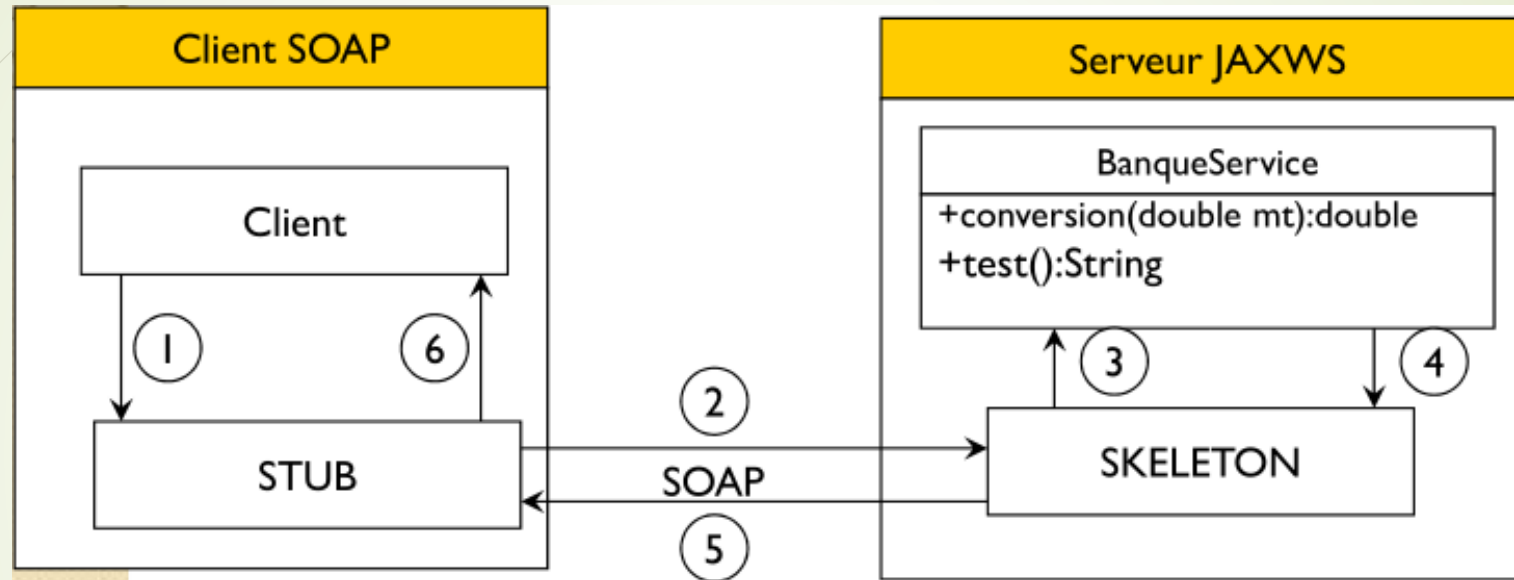 Client SOAP
Serveur JAXWS
BanqueService
+conversion(double mt):double
+test():String
Client
1
6
3
4
2
STUB
SOAP
SKELETON
5